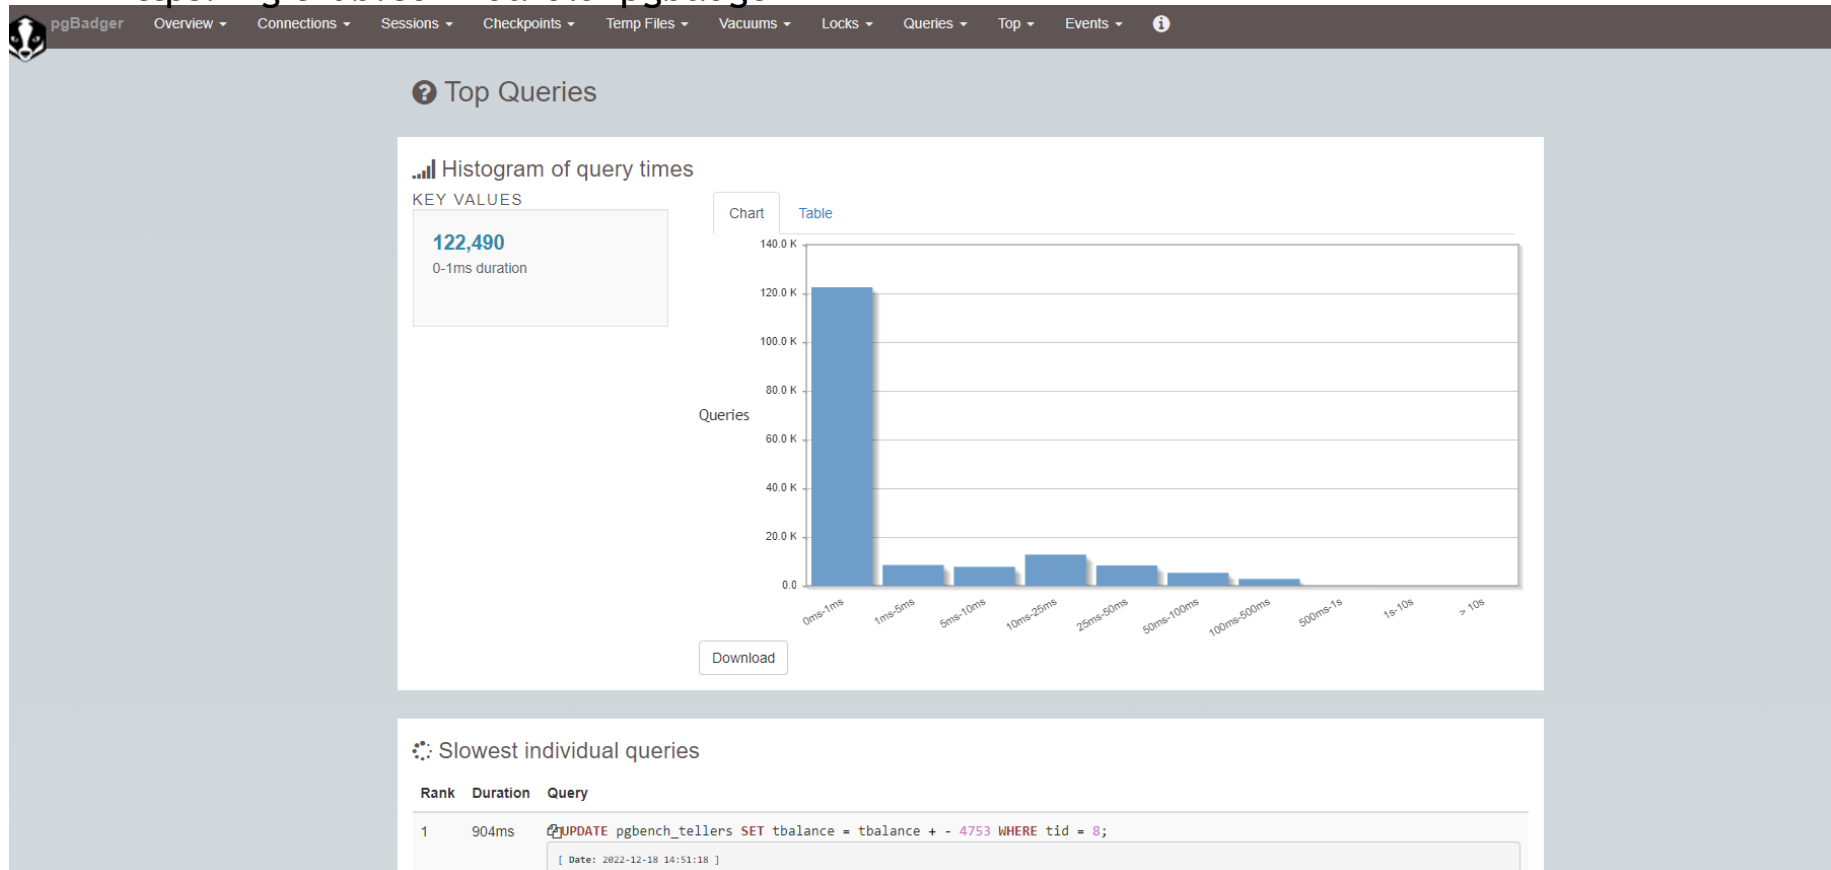 pgBadger Overview Connections Sessions Checkpoints Temp Files Vacuums Locks Queries Top Events
Top Queries
Histogram of query times
KEY VALUES
122,490
0-1ms duration
Chart Table
140.0 K
120.0 K
100.0 K
80.0 K
60.0 K
40.0 K
20.0 K
0.0
Queries
0ms-1ms 1ms-5ms 5ms-10ms 10ms-25ms 25ms-50ms 50ms-100ms 100ms-500ms 500ms-1s 1s-10s > 10s
Download
Slowest individual queries
Rank Duration Query
1 904ms UPDATE pgbench_tellers SET tbalance = tbalance + - 4753 WHERE tid = 8;
[ Date: 2022-12-18 14:51:18 ]